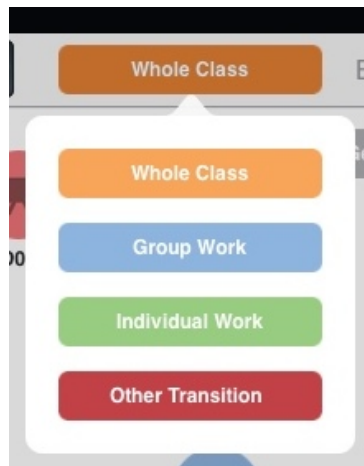 Whole Class
Whole Class
Group Work
Individual Work
Other Transition